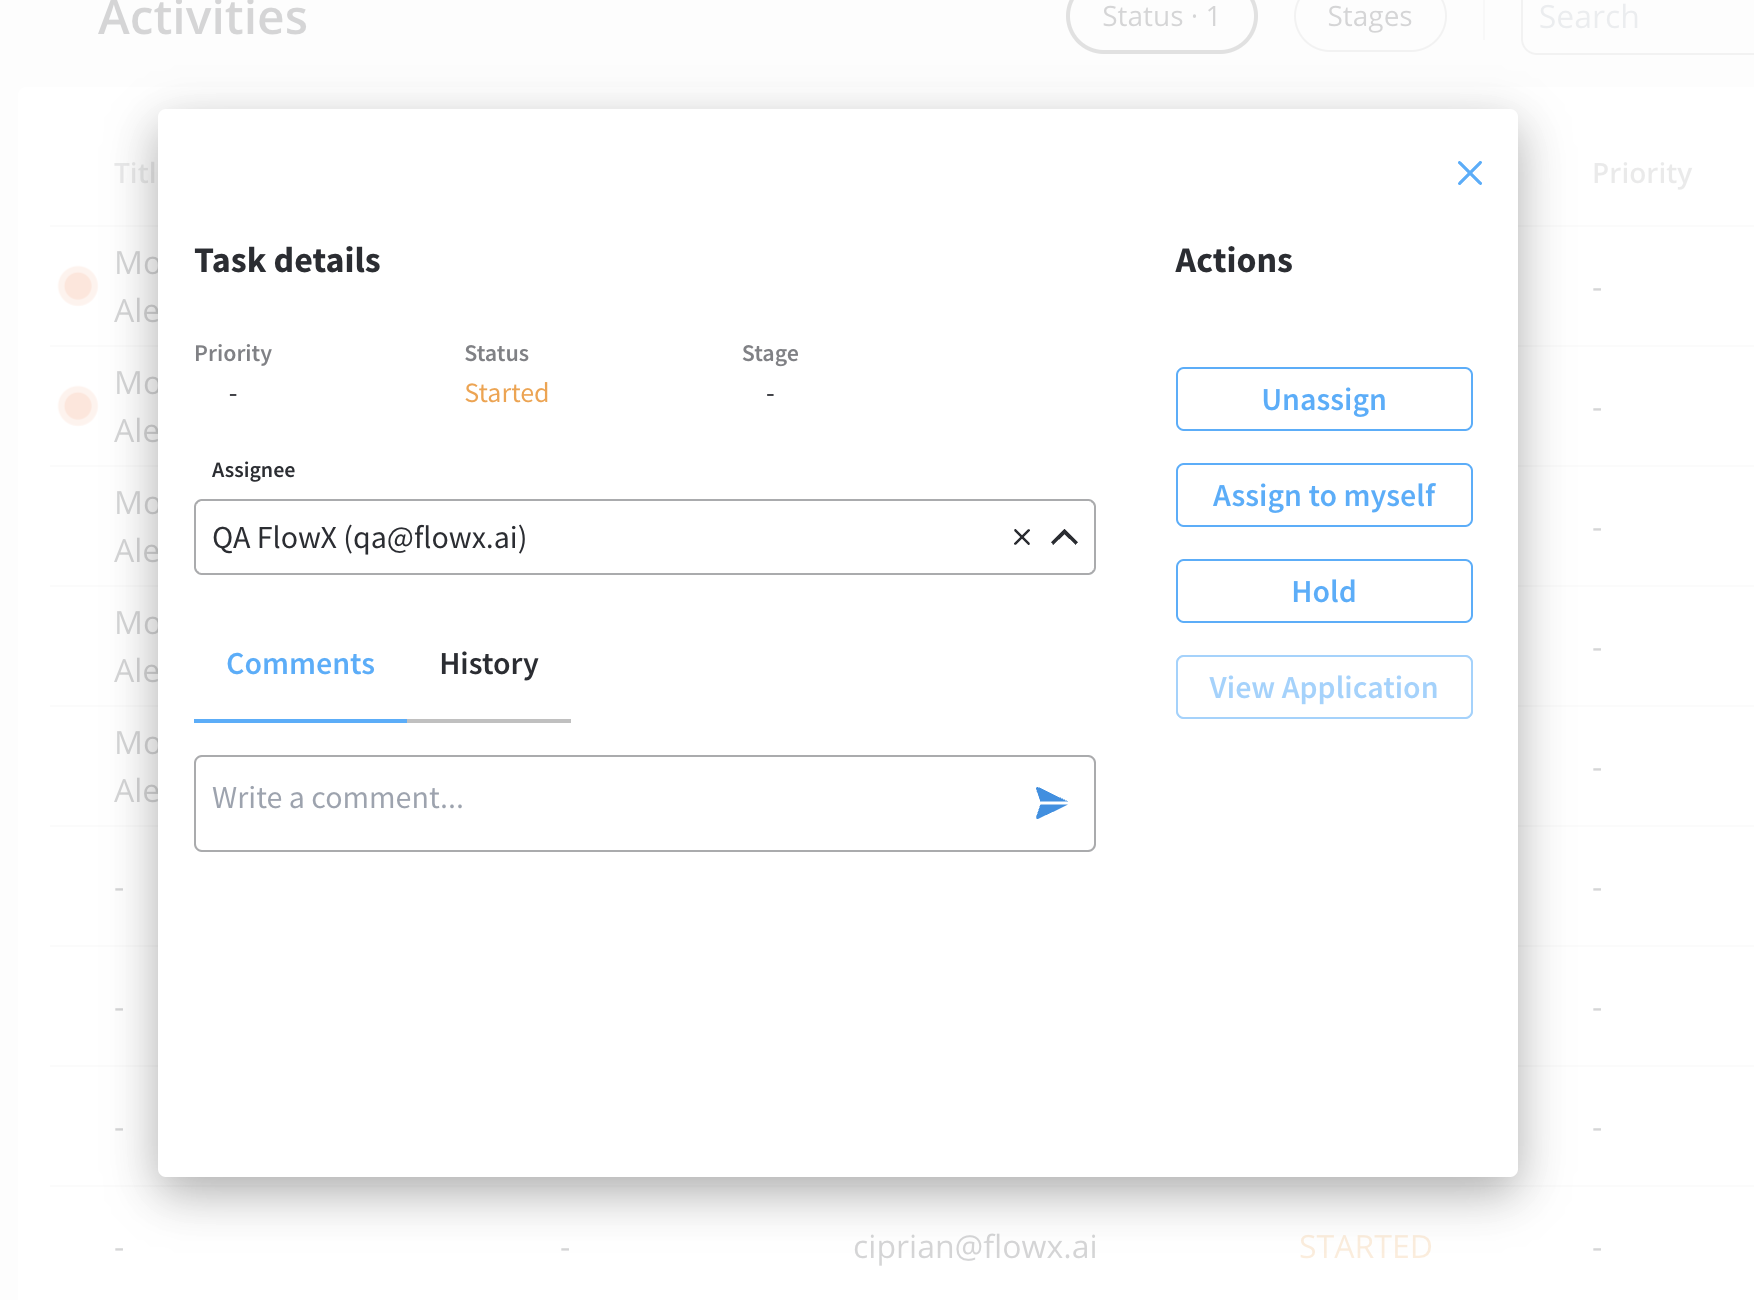 Activities
Status · 1
Stages
Search
Titl
Priority
Task details
Actions
Priority
Status
Stage
-
Started
-
Assignee
QA FlowX (qa@flowx.ai)
Comments
History
Write a comment...
Unassign
Assign to myself
Hold
View Application
Mo
Ale
-
Mo
Ale
-
Mo
Ale
-
Mo
Ale
-
Mo
Ale
-
-
-
-
-
-
-
-
-
ciprian@flowx.ai
STARTED
-